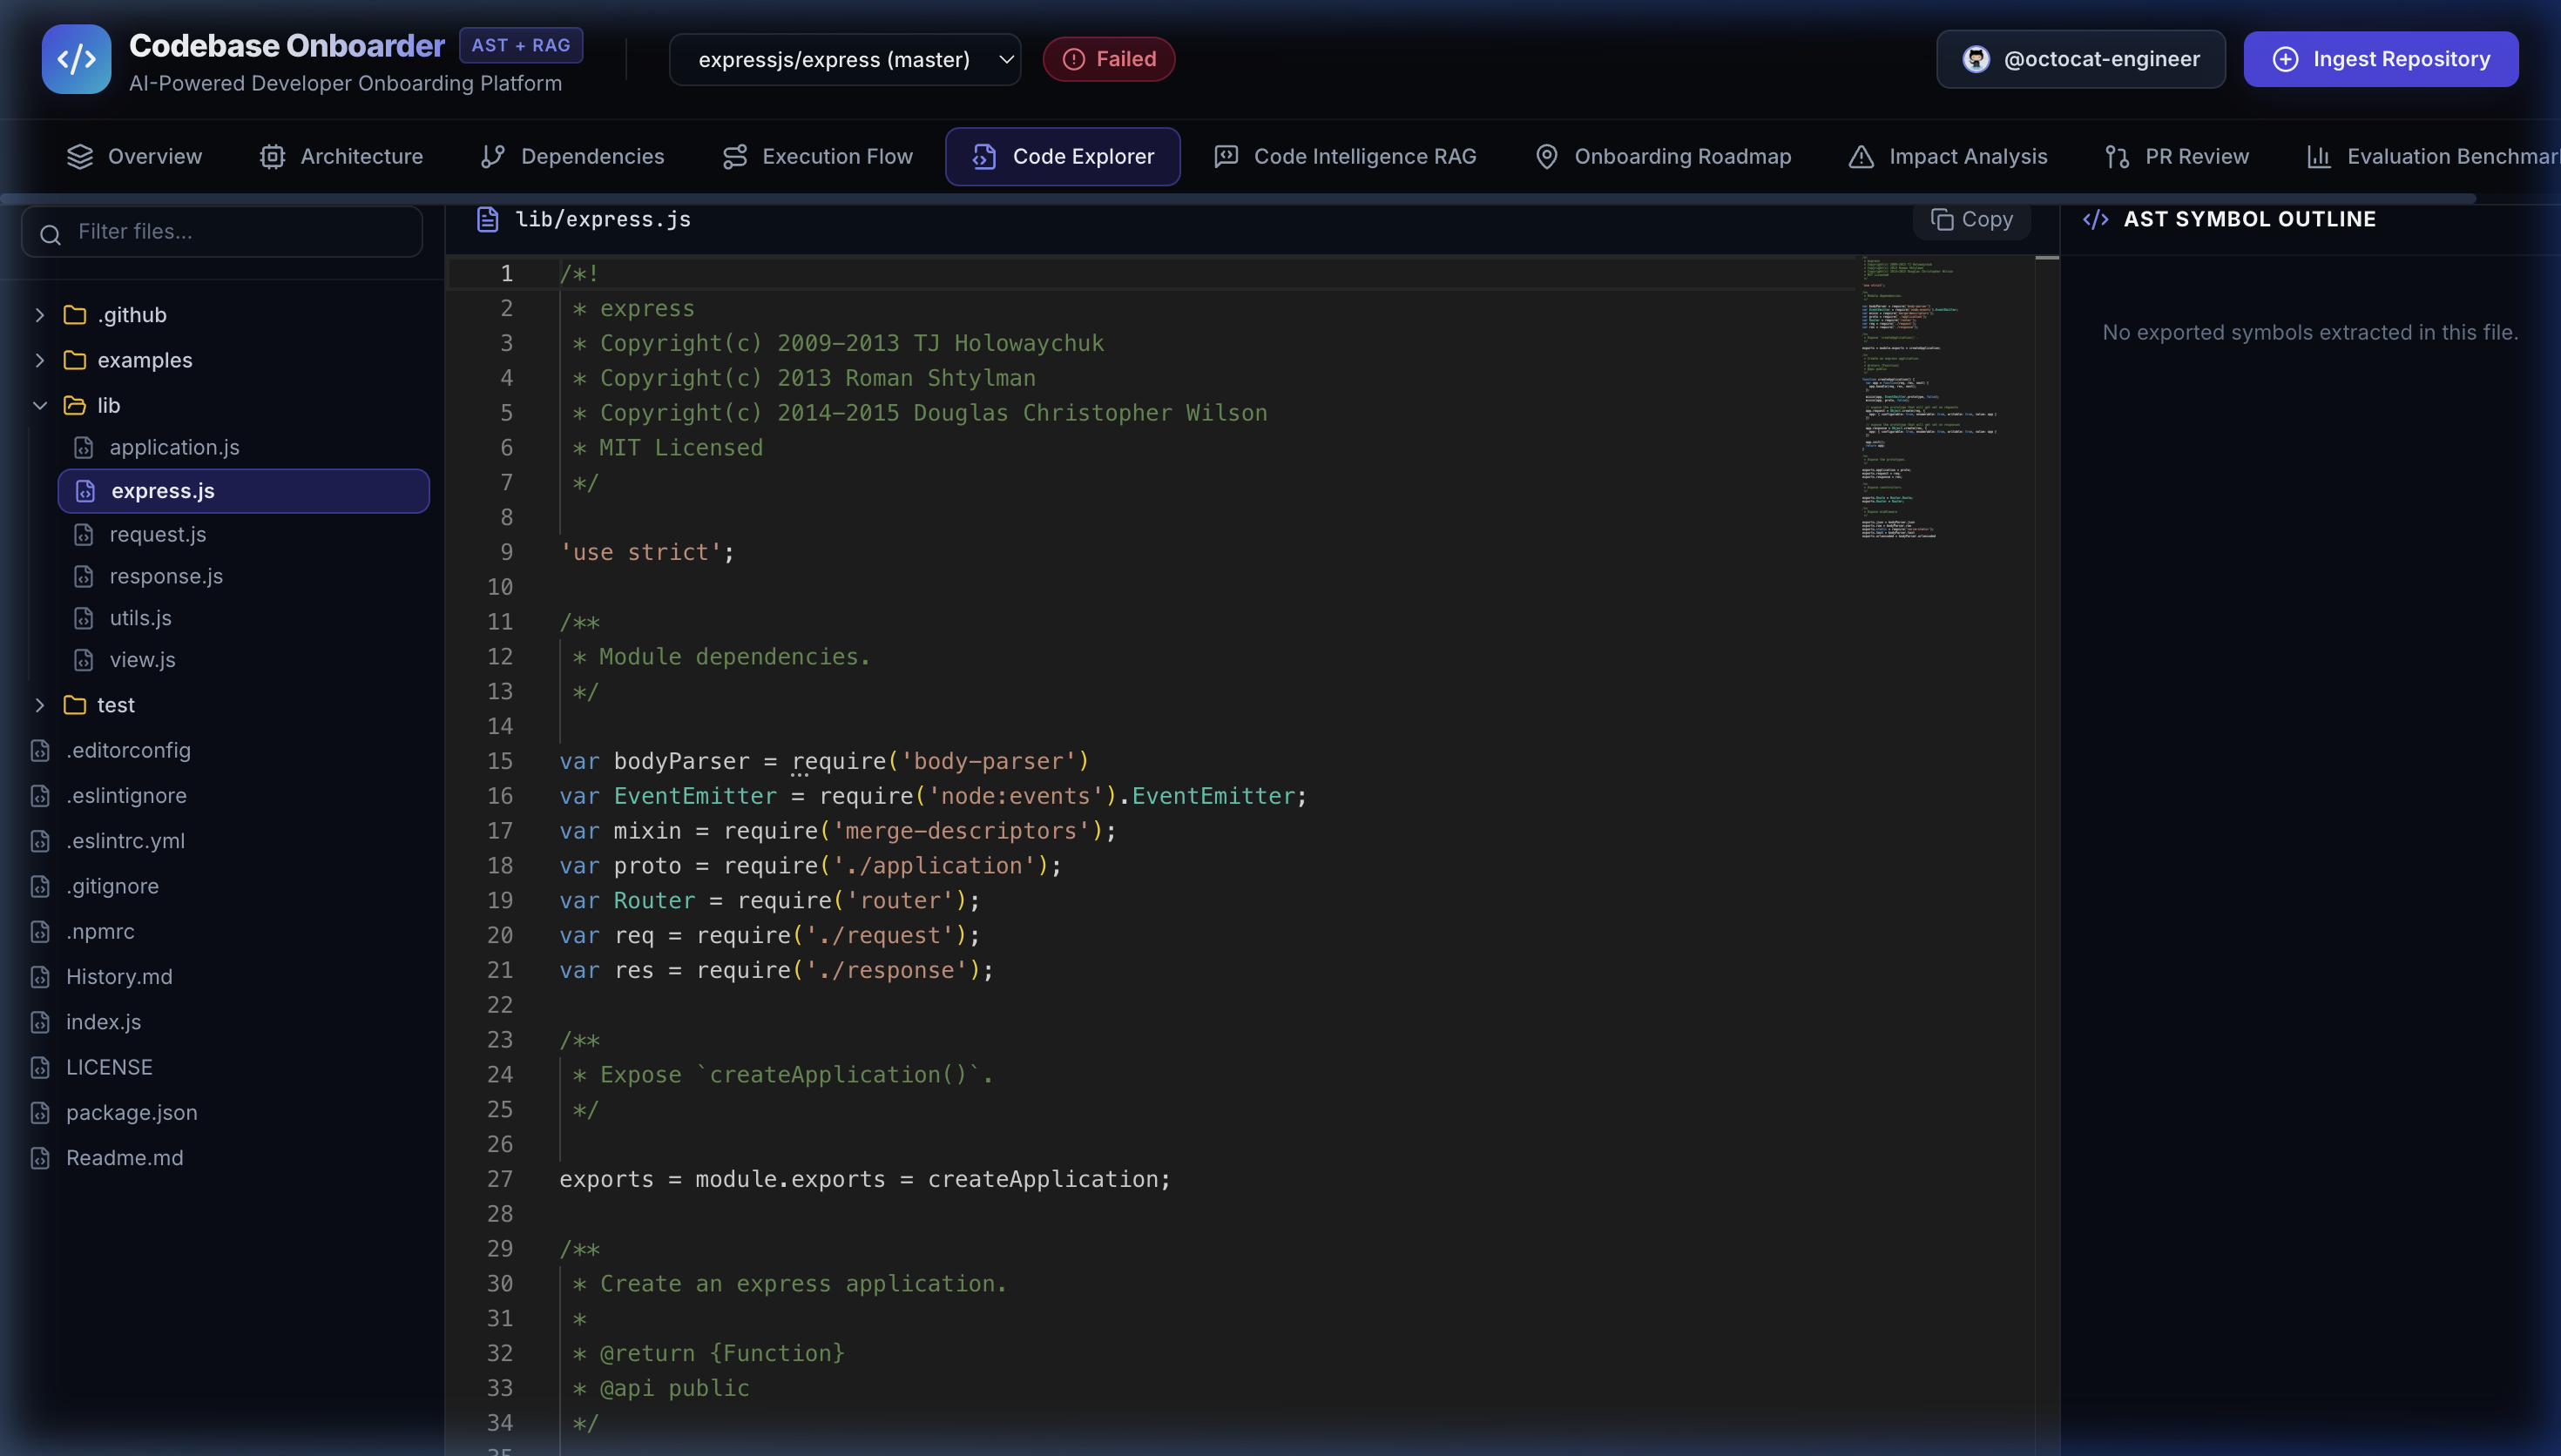 Codebase Onboarder AST + RAG
AI-Powered Developer Onboarding Platform
expressjs/express (master)
Failed
@octocat-engineer
Ingest Repository
Overview
Architecture
Dependencies
Execution Flow
Code Explorer
Code Intelligence RAG
Onboarding Roadmap
Impact Analysis
PR Review
Evaluation Benchmar
Filter files...
.github
examples
lib
application.js
express.js
request.js
response.js
utils.js
view.js
test
.editorconfig
.eslintignore
.eslintrc.yml
.gitignore
.npmrc
History.md
index.js
LICENSE
package.json
Readme.md
lib/express.js
Copy
1 /*!
2 * express
3 * Copyright(c) 2009-2013 TJ Holowaychuk
4 * Copyright(c) 2013 Roman Shtylman
5 * Copyright(c) 2014-2015 Douglas Christopher Wilson
6 * MIT Licensed
7 */
8
9 'use strict';
10
11 /**
12 * Module dependencies.
13 */
14
15 var bodyParser = require('body-parser')
16 var EventEmitter = require('node:events').EventEmitter;
17 var mixin = require('merge-descriptors');
18 var proto = require('./application');
19 var Router = require('router');
20 var req = require('./request');
21 var res = require('./response');
22
23 /**
24 * Expose `createApplication()`.
25 */
26
27 exports = module.exports = createApplication;
28
29 /**
30 * Create an express application.
31 *
32 * @return {Function}
33 * @api public
34 */
35
AST SYMBOL OUTLINE
No exported symbols extracted in this file.